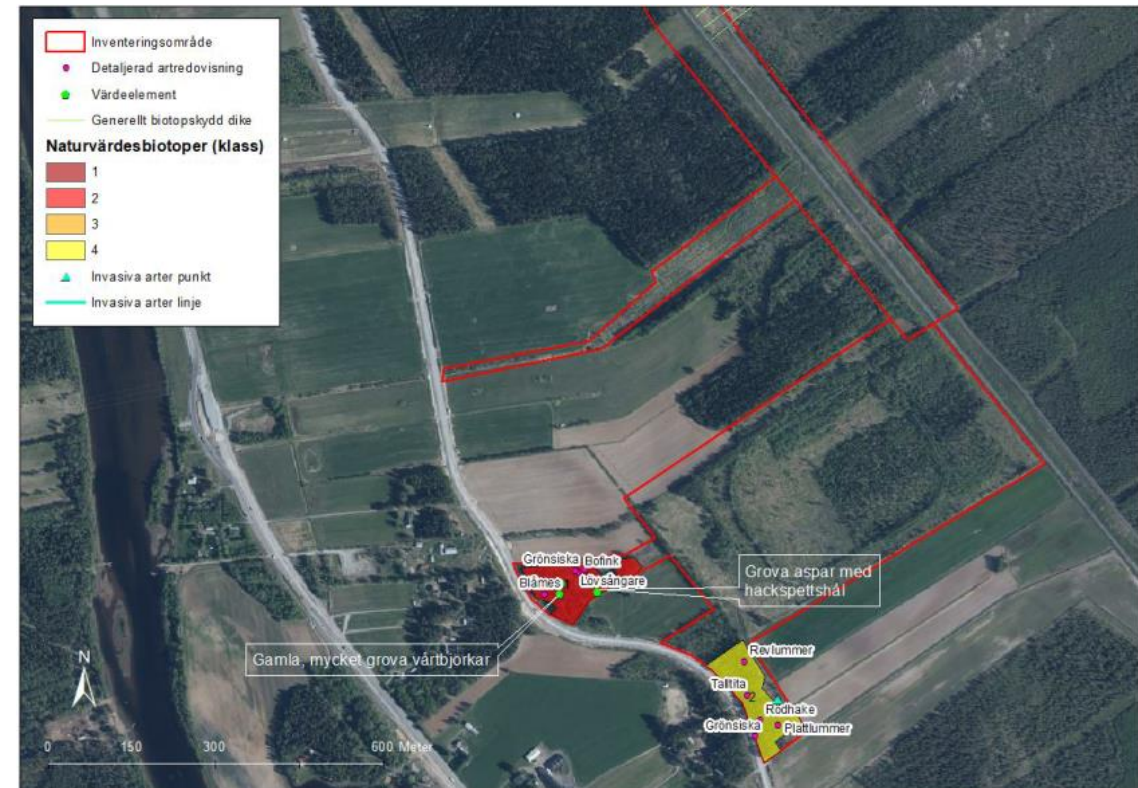 Inventeringsområde
Detaljerad artredovisning
Värdeelement
Generellt biotopskydd dike
Naturvärdesbiotoper (klass)
1
2
3
4
Invasiva arter punkt
Invasiva arter linje
Grönsiska
Bofink
Blåmes
Lövsångare
Grova aspar med
hackspettshål
Gamla, mycket grova vårtbjörkar
Revlummer
Talltita
2
Rödhake
Grönsiska
Plattlummer
N
0 150 300 600 Meter